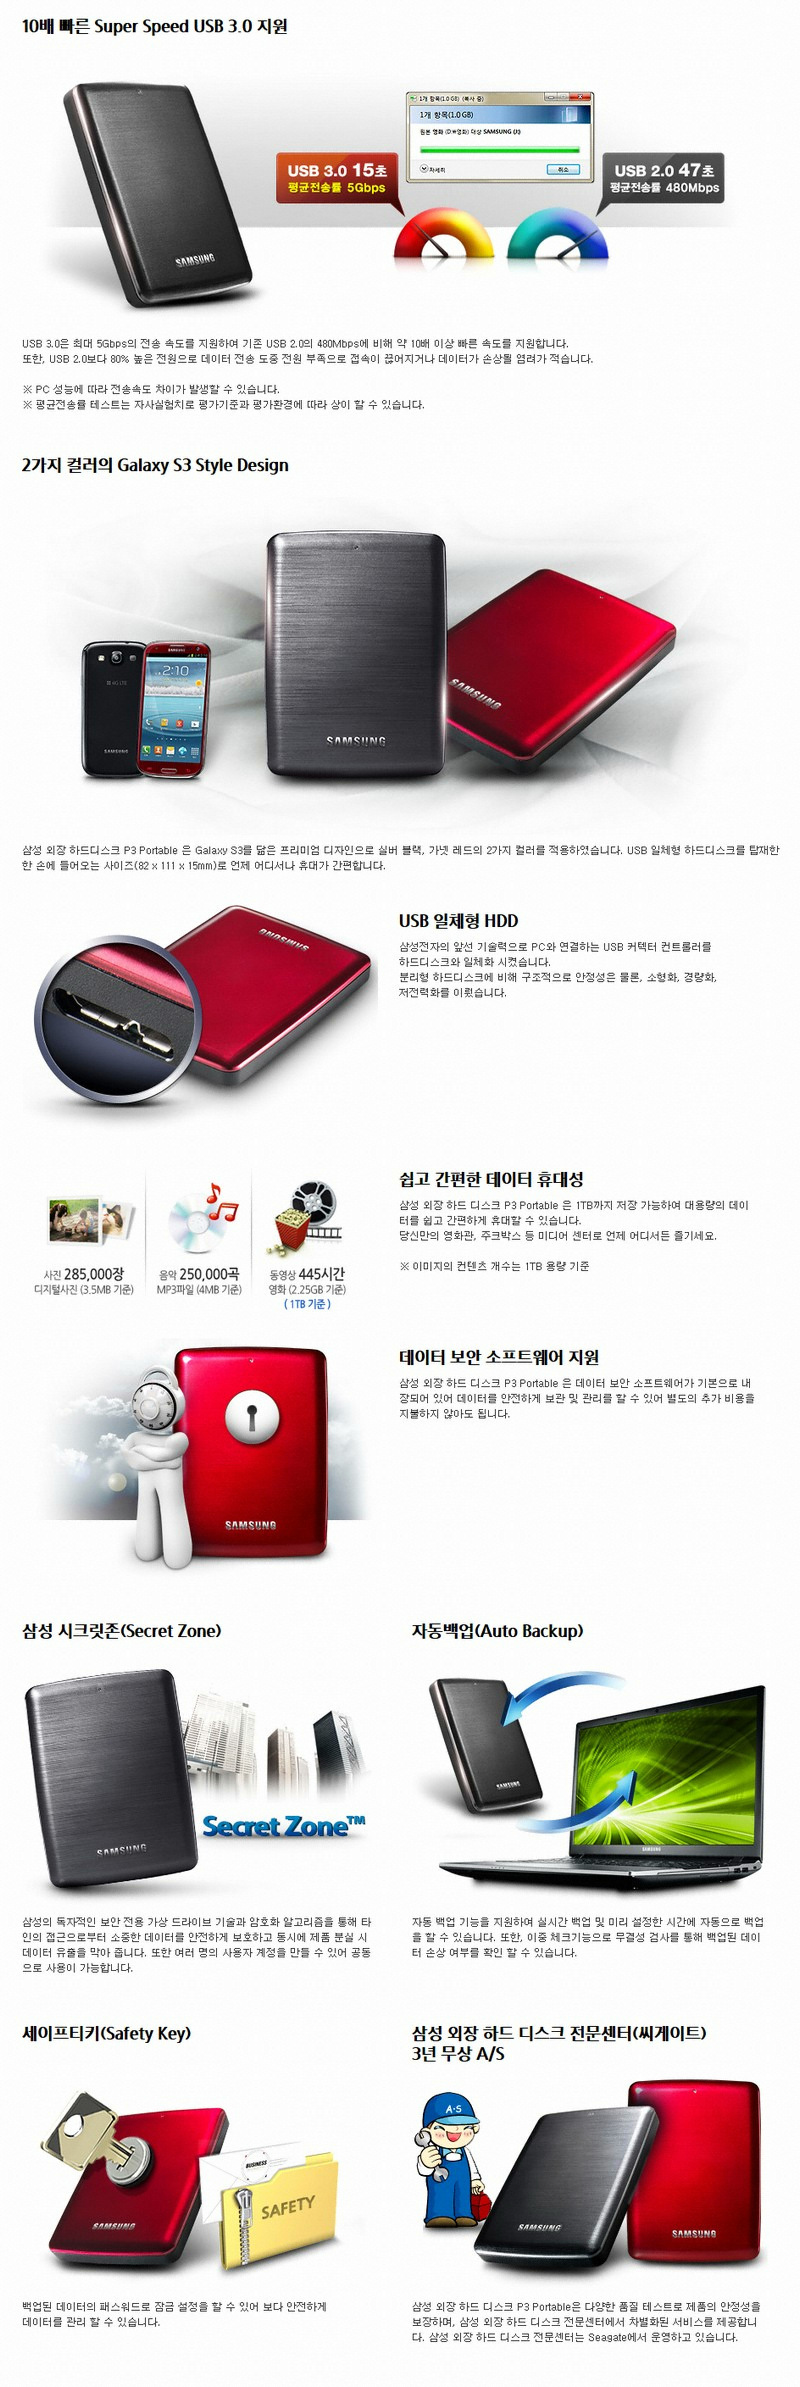 10배 빠른 Super Speed USB 3.0 지원
1개 항목(1.0 GB) (복사 중)
1개 항목(1.0 GB)
원본 영화 (D:₩영화) 대상 SAMSUNG (J:)
자세히
취소
USB 3.0 15초
평균전송률 5Gbps
USB 2.0 47초
평균전송률 480Mbps
SAMSUNG
USB 3.0은 최대 5Gbps의 전송 속도를 지원하여 기존 USB 2.0의 480Mbps에 비해 약 10배 이상 빠른 속도를 지원합니다.
또한, USB 2.0보다 80% 높은 전원으로 데이터 전송 도중 전원 부족으로 접속이 끊어지거나 데이터가 손상될 염려가 적습니다.
※ PC 성능에 따라 전송속도 차이가 발생할 수 있습니다.
※ 평균전송률 테스트는 자사실험치로 평가기준과 평가환경에 따라 상이 할 수 있습니다.
2가지 컬러의 Galaxy S3 Style Design
SAMSUNG
2:10
SAMSUNG
SAMSUNG
SAMSUNG
삼성 외장 하드디스크 P3 Portable 은 Galaxy S3를 닮은 프리미엄 디자인으로 실버 블랙, 가넷 레드의 2가지 컬러를 적용하였습니다. USB 일체형 하드디스크를 탑재한
한 손에 들어오는 사이즈(82 x 111 x 15mm)로 언제 어디서나 휴대가 간편합니다.
SAMSUNG
USB 일체형 HDD
삼성전자의 앞선 기술력으로 PC와 연결하는 USB 커텍터 컨트롤러를
하드디스크와 일체화 시켰습니다.
분리형 하드디스크에 비해 구조적으로 안정성은 물론, 소형화, 경량화,
저전력화를 이뤘습니다.
쉽고 간편한 데이터 휴대성
삼성 외장 하드 디스크 P3 Portable 은 1TB까지 저장 가능하여 대용량의 데이
터를 쉽고 간편하게 휴대할 수 있습니다.
당신만의 영화관, 주크박스 등 미디어 센터로 언제 어디서든 즐기세요.
※ 이미지의 컨텐츠 개수는 1TB 용량 기준
사진 285,000장
디지털사진 (3.5MB 기준)
음악 250,000곡
MP3파일 (4MB 기준)
동영상 445시간
영화 (2.25GB 기준)
( 1TB 기준 )
데이터 보안 소프트웨어 지원
삼성 외장 하드 디스크 P3 Portable 은 데이터 보안 소프트웨어가 기본으로 내
장되어 있어 데이터를 안전하게 보관 및 관리를 할 수 있어 별도의 추가 비용을
지불하지 않아도 됩니다.
SAMSUNG
삼성 시크릿존(Secret Zone)
SAMSUNG
Secret Zone™
삼성의 독자적인 보안 전용 가상 드라이브 기술과 암호화 알고리즘을 통해 타
인의 접근으로부터 소중한 데이터를 안전하게 보호하고 동시에 제품 분실 시
데이터 유출을 막아 줍니다. 또한 여러 명의 사용자 계정을 만들 수 있어 공동
으로 사용이 가능합니다.
자동백업(Auto Backup)
SAMSUNG
SAMSUNG
자동 백업 기능을 지원하여 실시간 백업 및 미리 설정한 시간에 자동으로 백업
을 할 수 있습니다. 또한, 이중 체크기능으로 무결성 검사를 통해 백업된 데이
터 손상 여부를 확인 할 수 있습니다.
세이프티키(Safety Key)
BUSINESS
SAFETY
SAMSUNG
백업된 데이터의 패스워드로 잠금 설정을 할 수 있어 보다 안전하게
데이터를 관리 할 수 있습니다.
삼성 외장 하드 디스크 전문센터(씨게이트)
3년 무상 A/S
A·S
SAMSUNG
SAMSUNG
삼성 외장 하드 디스크 P3 Portable은 다양한 품질 테스트로 제품의 안정성을
보장하며, 삼성 외장 하드 디스크 전문센터에서 차별화된 서비스를 제공합니
다. 삼성 외장 하드 디스크 전문센터는 Seagate에서 운영하고 있습니다.